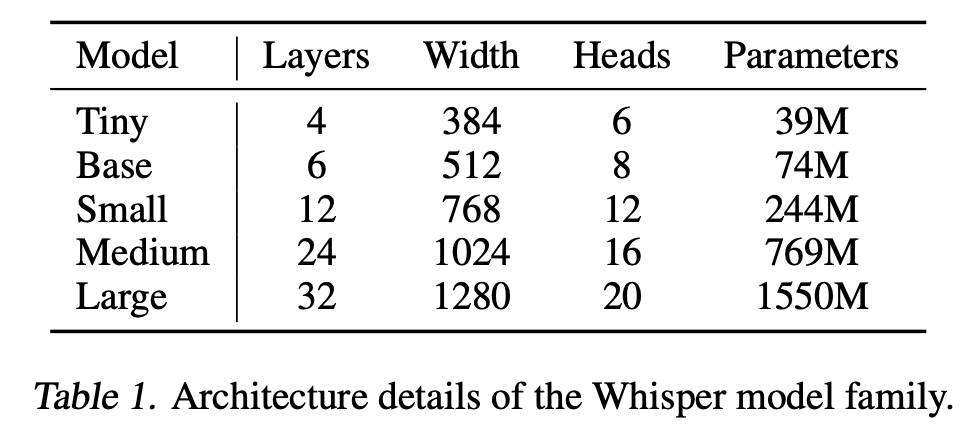 Model Layers Width Heads Parameters
Tiny 4 384 6 39M
Base 6 512 8 74M
Small 12 768 12 244M
Medium 24 1024 16 769M
Large 32 1280 20 1550M
Table 1. Architecture details of the Whisper model family.